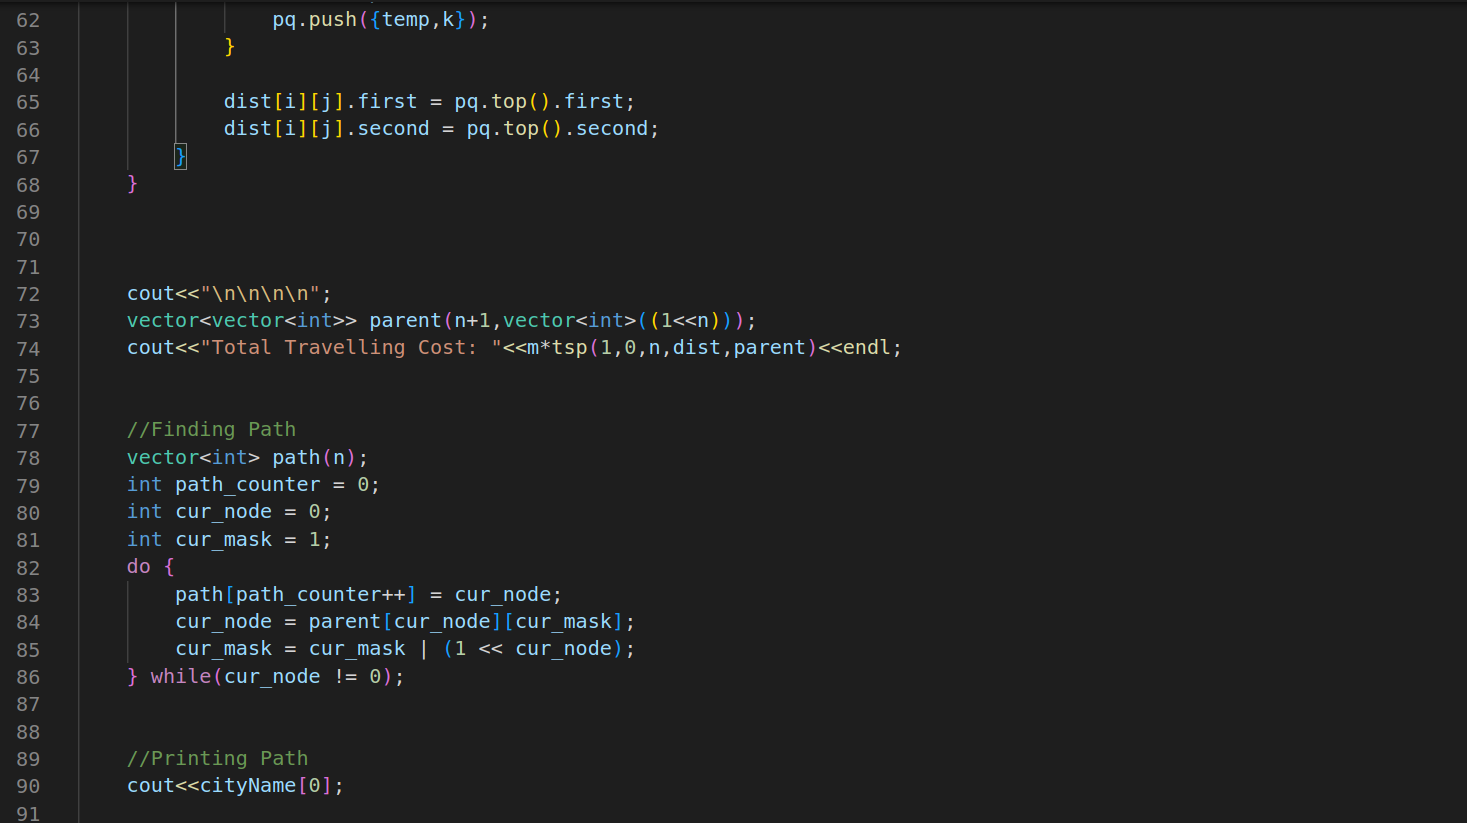 62 pq.push({temp,k});
63 }
64
65 dist[i][j].first = pq.top().first;
66 dist[i][j].second = pq.top().second;
67 }
68 }
69
70
71
72 cout<<"\n\n\n\n";
73 vector<vector<int>> parent(n+1,vector<int>((1<<n)));
74 cout<<"Total Travelling Cost: "<<m*tsp(1,0,n,dist,parent)<<endl;
75
76
77 //Finding Path
78 vector<int> path(n);
79 int path_counter = 0;
80 int cur_node = 0;
81 int cur_mask = 1;
82 do {
83 path[path_counter++] = cur_node;
84 cur_node = parent[cur_node][cur_mask];
85 cur_mask = cur_mask | (1 << cur_node);
86 } while(cur_node != 0);
87
88
89 //Printing Path
90 cout<<cityName[0];
91